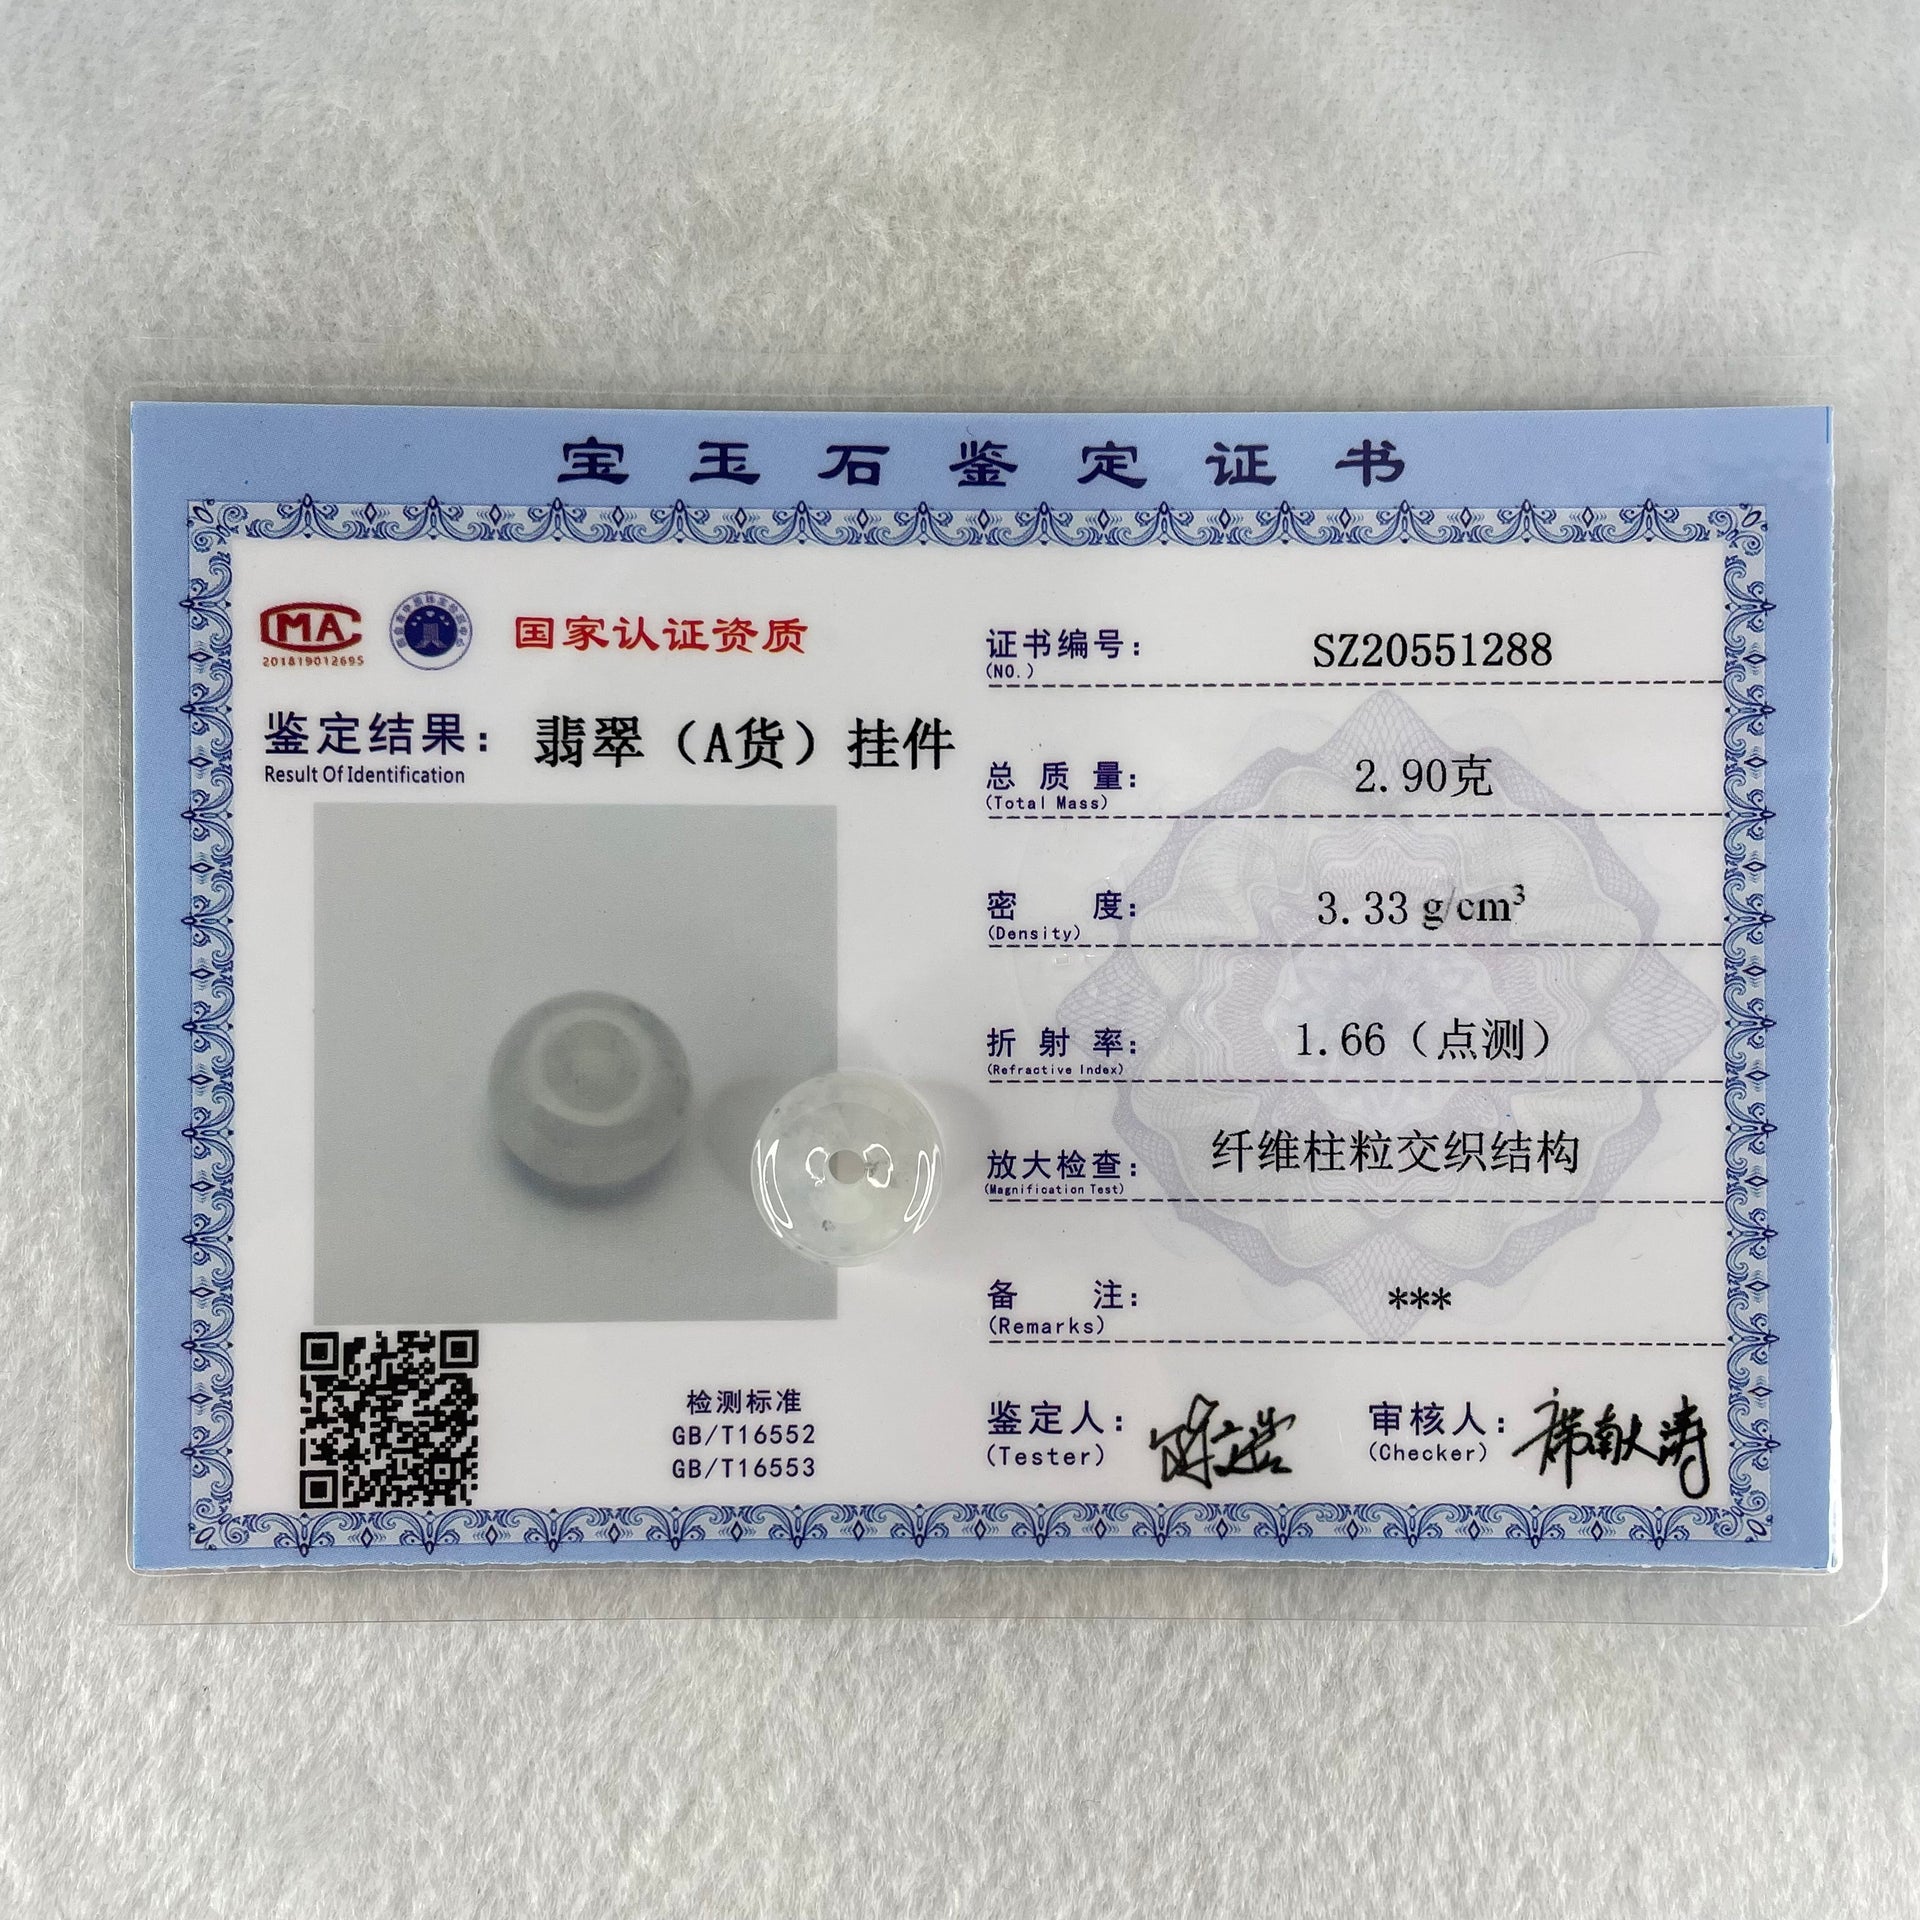 宝玉石鉴定证书
CMA
201819012695
国家认证资质
鉴定结果：翡翠（A货）挂件
Result Of Identification
检测标准
GB/T16552
GB/T16553
证书编号： SZ20551288
(NO.)
总质量： 2.90克
(Total Mass)
密度： 3.33 g/cm³
(Density)
折射率： 1.66（点测）
(Refractive Index)
放大检查： 纤维柱粒交织结构
(Magnification Test)
备注： ***
(Remarks)
鉴定人：
(Tester)
审核人：
(Checker)